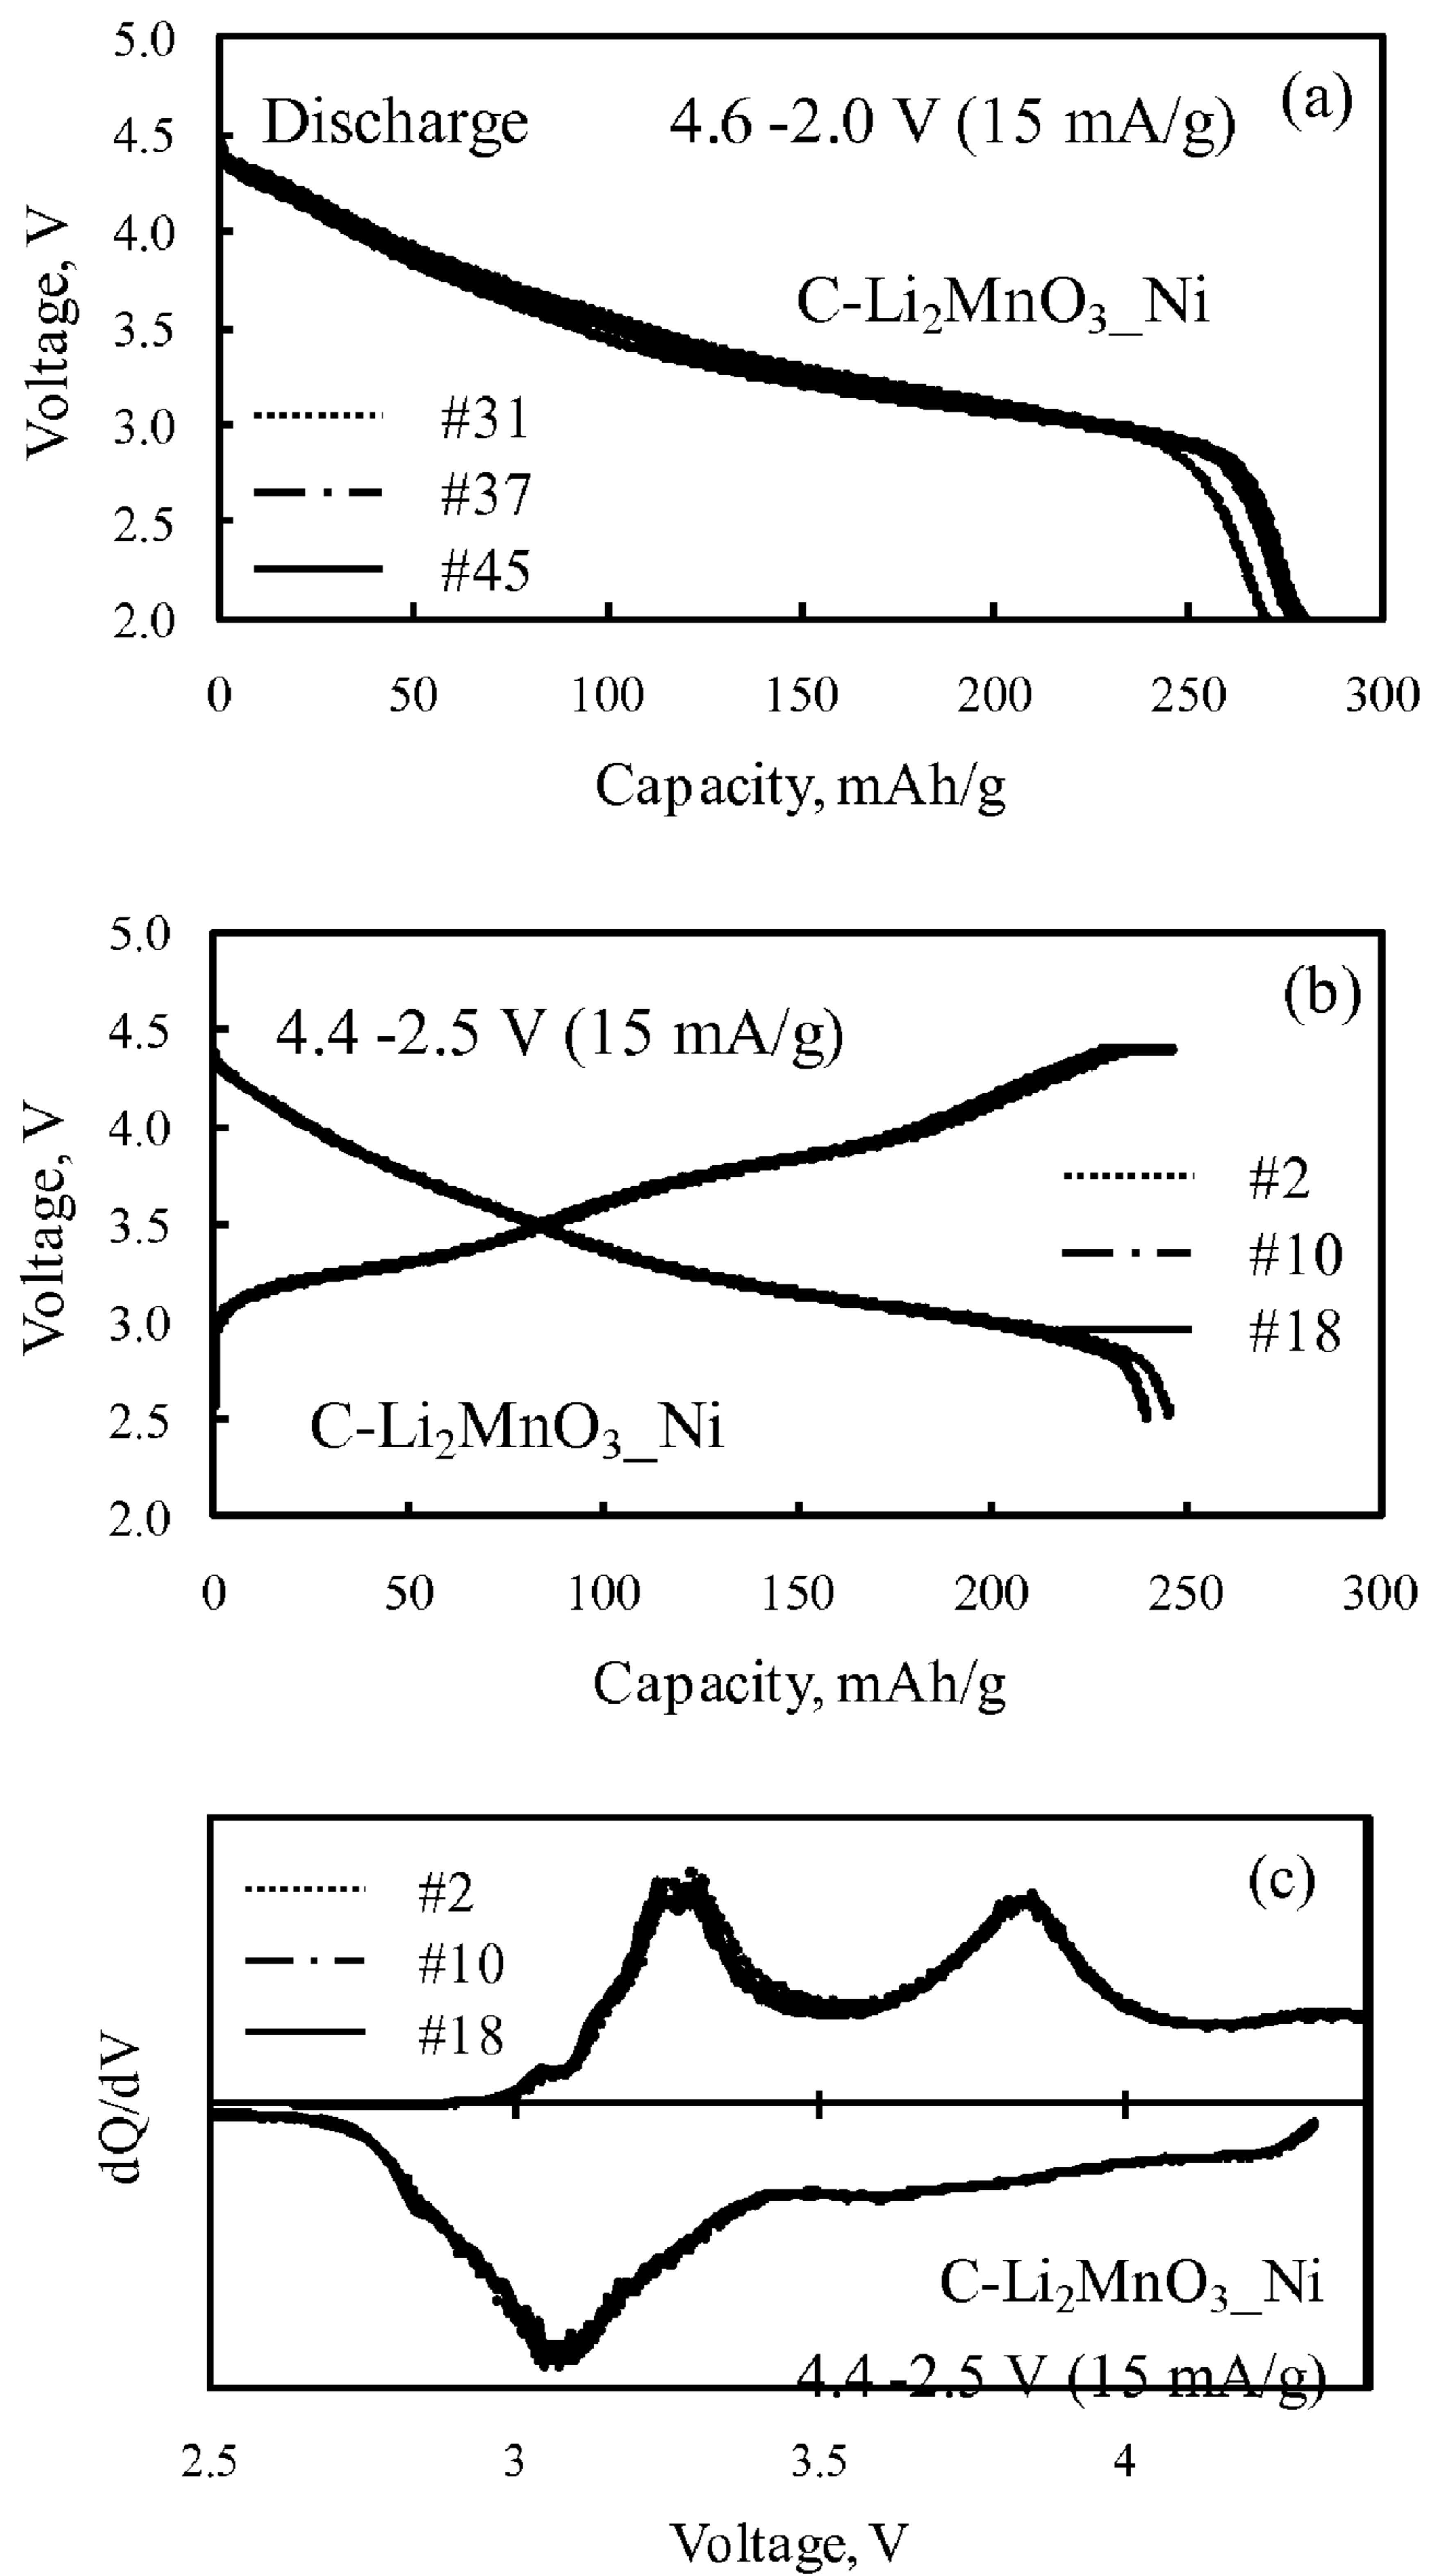 5.0
Discharge 4.6 -2.0 V (15 mA/g) (a)
4.5
4.0
C-Li₂MnO₃_Ni
3.5
Voltage, V
3.0
#31
#37
2.5
#45
2.0
0 50 100 150 200 250 300
Capacity, mAh/g
5.0
(b)
4.5
4.4 -2.5 V (15 mA/g)
4.0
#2
3.5
Voltage, V
#10
3.0
#18
2.5
C-Li₂MnO₃_Ni
2.0
0 50 100 150 200 250 300
Capacity, mAh/g
(c)
#2
#10
#18
dQ/dV
C-Li₂MnO₃_Ni
4.4 -2.5 V (15 mA/g)
2.5 3 3.5 4
Voltage, V